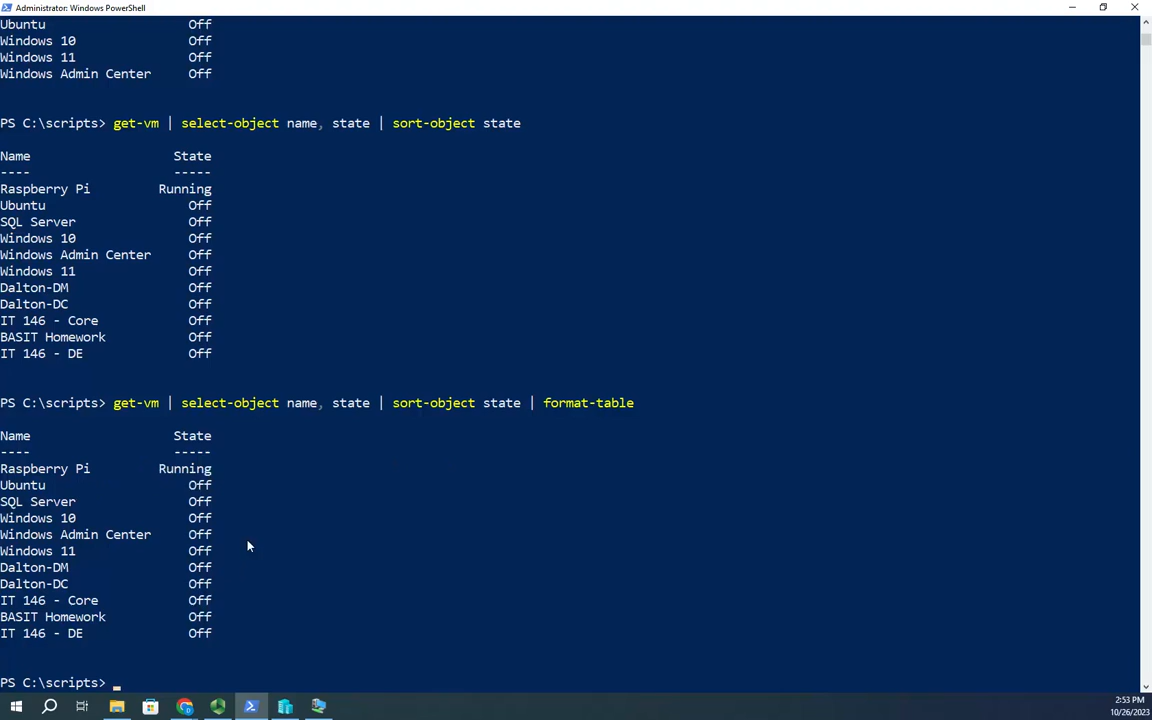 Administrator: Windows PowerShell
Ubuntu Off
Windows 10 Off
Windows 11 Off
Windows Admin Center Off
PS C:\scripts> get-vm | select-object name, state | sort-object state
Name State
---- -----
Raspberry Pi Running
Ubuntu Off
SQL Server Off
Windows 10 Off
Windows Admin Center Off
Windows 11 Off
Dalton-DM Off
Dalton-DC Off
IT 146 - Core Off
BASIT Homework Off
IT 146 - DE Off
PS C:\scripts> get-vm | select-object name, state | sort-object state | format-table
Name State
---- -----
Raspberry Pi Running
Ubuntu Off
SQL Server Off
Windows 10 Off
Windows Admin Center Off
Windows 11 Off
Dalton-DM Off
Dalton-DC Off
IT 146 - Core Off
BASIT Homework Off
IT 146 - DE Off
PS C:\scripts> _
2:53 PM
10/26/2023